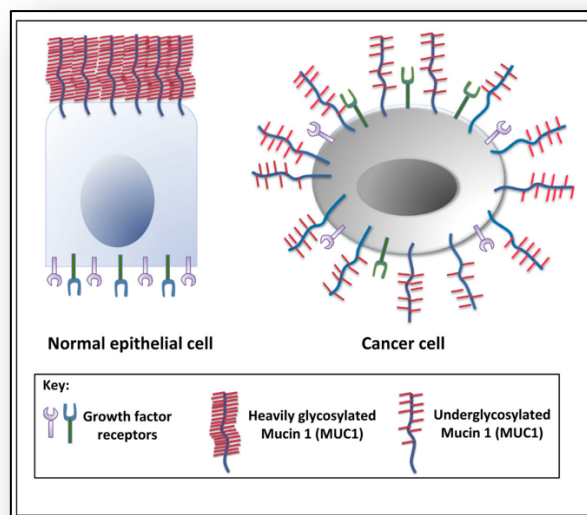 Normal epithelial cell
Cancer cell
Key:
Growth factor
receptors
Heavily glycosylated
Mucin 1 (MUC1)
Underglycosylated
Mucin 1 (MUC1)